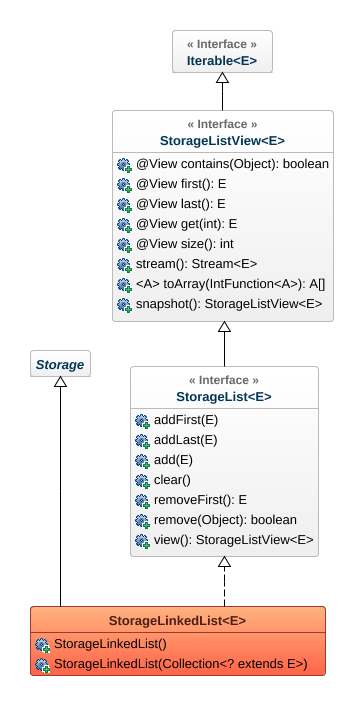 « Interface »
Iterable<E>
« Interface »
StorageListView<E>
@View contains(Object): boolean
@View first(): E
@View last(): E
@View get(int): E
@View size(): int
stream(): Stream<E>
<A> toArray(IntFunction<A>): A[]
snapshot(): StorageListView<E>
Storage
« Interface »
StorageList<E>
addFirst(E)
addLast(E)
add(E)
clear()
removeFirst(): E
remove(Object): boolean
view(): StorageListView<E>
StorageLinkedList<E>
StorageLinkedList()
StorageLinkedList(Collection<? extends E>)